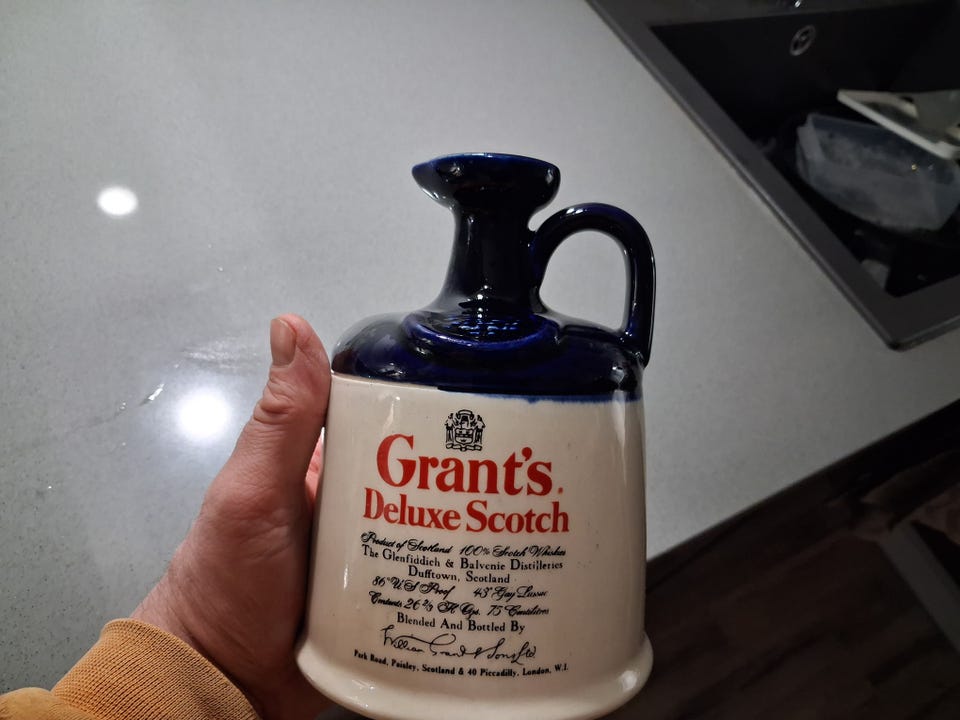 Grant's
Deluxe Scotch
Product of Scotland 100% Scotch Whiskies
The Glenfiddich & Balvenie Distilleries
Dufftown, Scotland
86° U S Proof 43° Gay Lussac
Contents 26 2/3 Fl Ozs. 75 Centilitres
Blended And Bottled By
William Grant & Sons Ltd
Park Road, Paisley, Scotland & 40 Piccadilly, London, W.I.